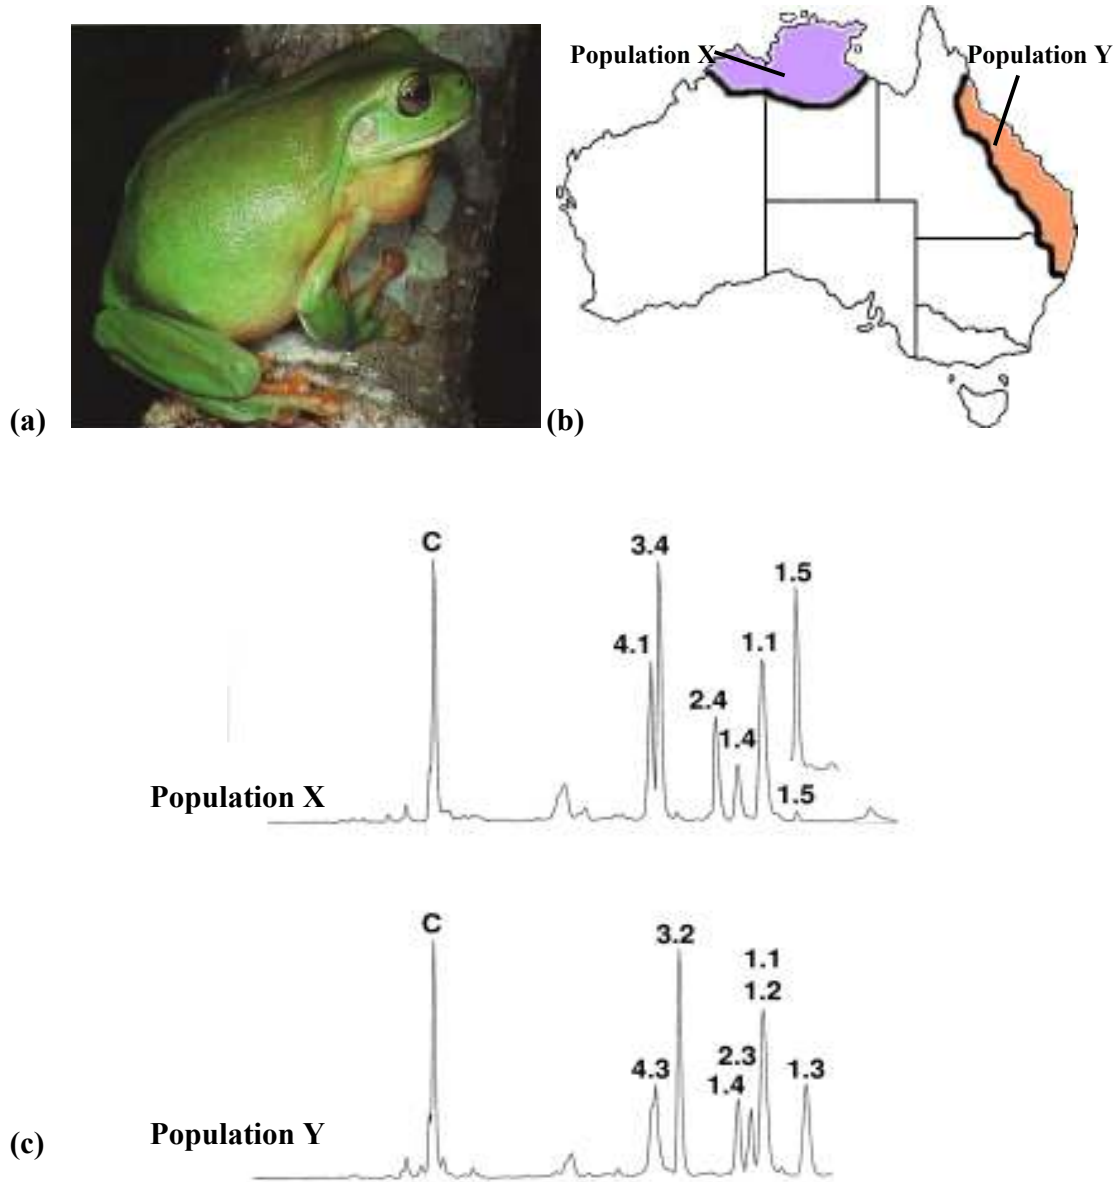 Population X Population Y
(a) (b)
C 3.4 1.5
4.1 1.1
2.4
1.4
1.5
Population X
C 3.2 1.1
1.2
4.3 2.3 1.3
1.4
Population Y
(c)